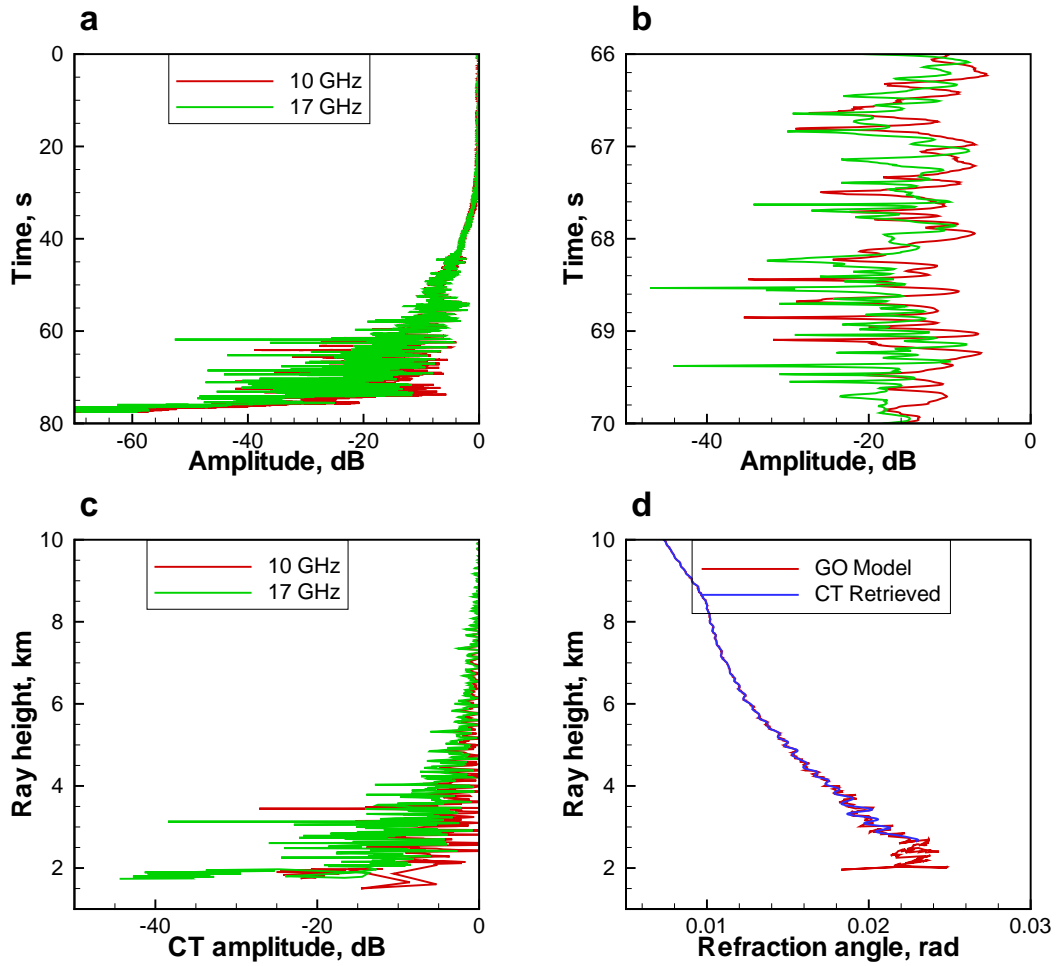 a
0
20
40
60
80
Time, s
-60
-40
-20
0
Amplitude, dB
10 GHz
17 GHz
b
66
67
68
69
70
Time, s
-40
-20
0
Amplitude, dB
c
10
8
6
4
2
Ray height, km
-40
-20
0
CT amplitude, dB
10 GHz
17 GHz
d
10
8
6
4
2
Ray height, km
0.01
0.02
0.03
Refraction angle, rad
GO Model
CT Retrieved